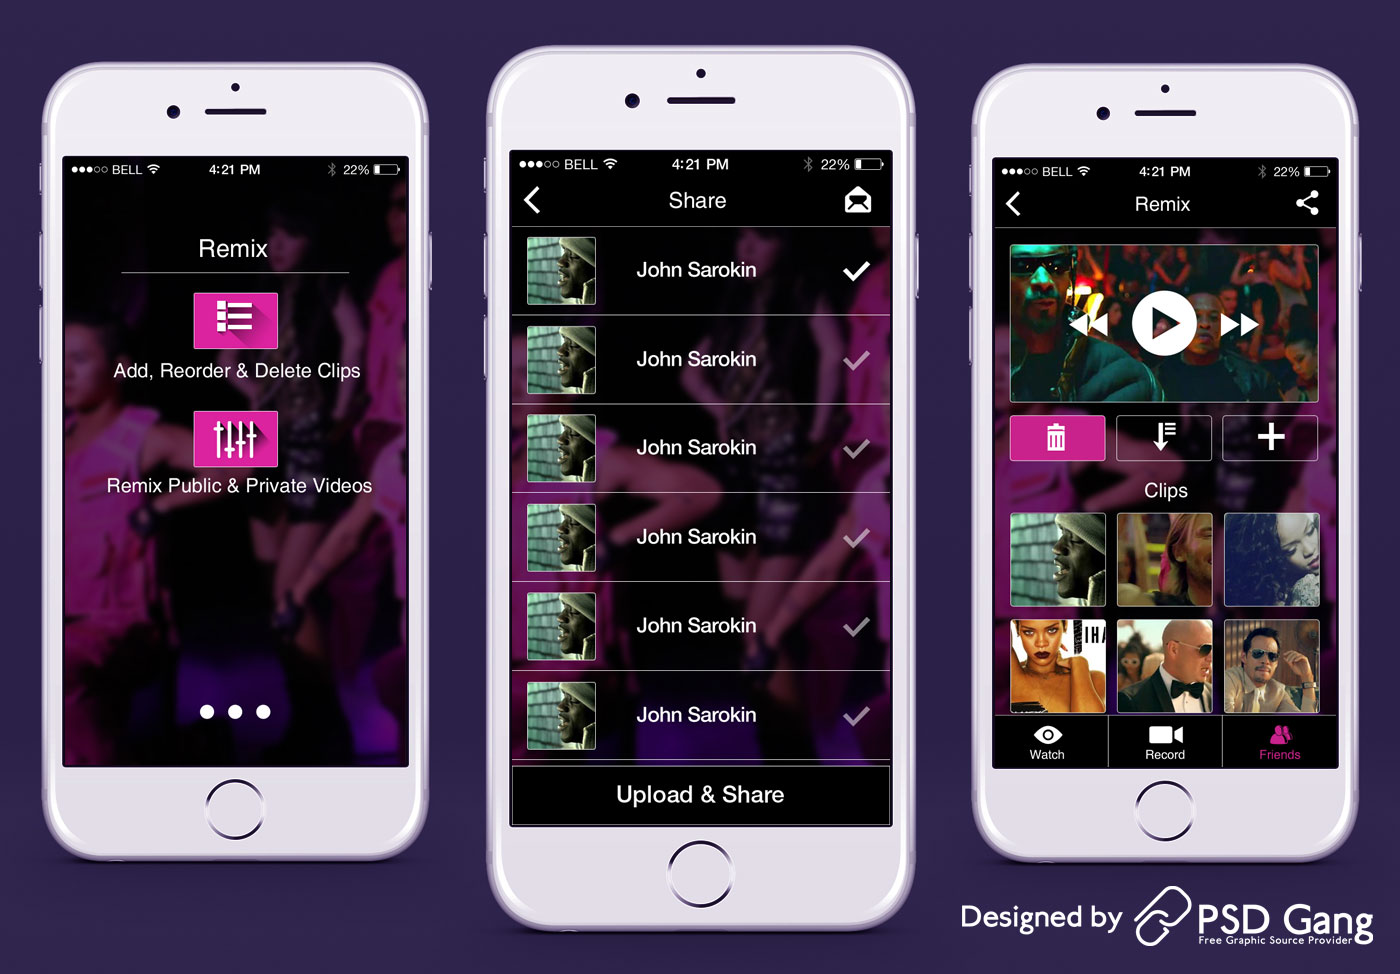 BELL 4:21 PM 22%
Remix
Add, Reorder & Delete Clips
Remix Public & Private Videos
BELL 4:21 PM 22%
Share
John Sarokin
John Sarokin
John Sarokin
John Sarokin
John Sarokin
John Sarokin
Upload & Share
BELL 4:21 PM 22%
Remix
Clips
IHA
Watch Record Friends
Designed by PSD Gang
Free Graphic Source Provider